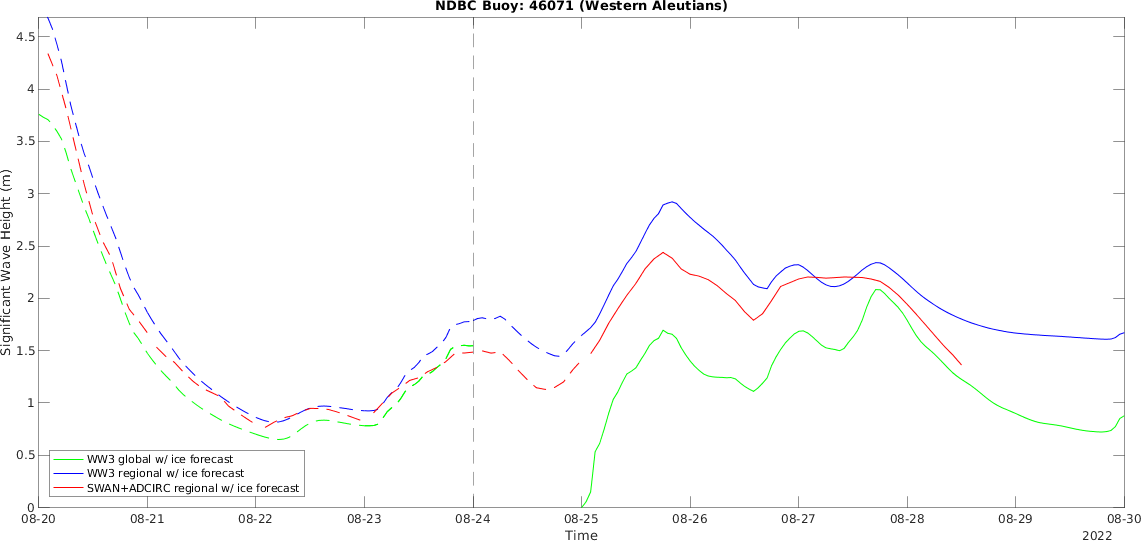 NDBC Buoy: 46071 (Western Aleutians)
4.5
4
3.5
3
2.5
2
1.5
1
0.5
0
Significant Wave Height (m)
WW3 global w/ ice forecast
WW3 regional w/ ice forecast
SWAN+ADCIRC regional w/ ice forecast
08-20 08-21 08-22 08-23 08-24 08-25 08-26 08-27 08-28 08-29 08-30
Time
2022